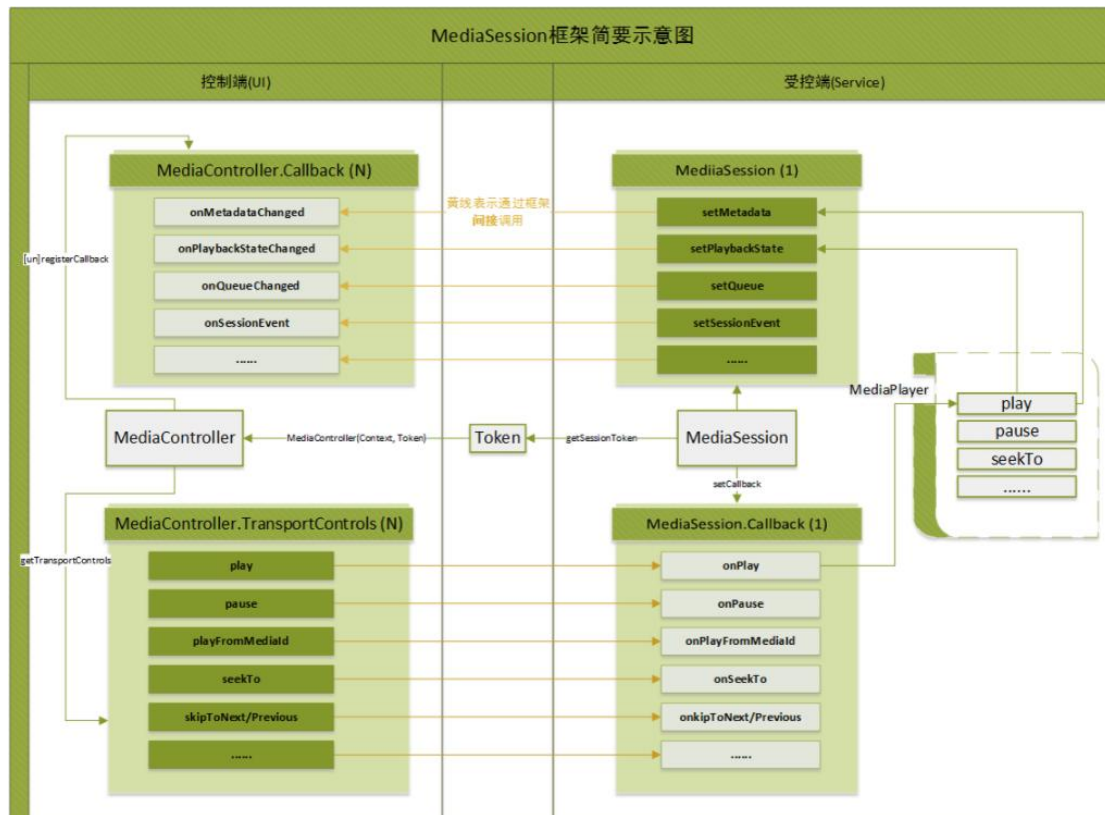 MediaSession框架简要示意图
控制端(UI)
受控端(Service)
MediaController.Callback (N)
onMetadataChanged
onPlaybackStateChanged
onQueueChanged
onSessionEvent
......
[un]registerCallback
黄线表示通过框架
间接调用
MediiaSession (1)
setMetadata
setPlaybackState
setQueue
setSessionEvent
......
MediaPlayer
play
pause
seekTo
......
MediaController
MediaController(Context, Token)
Token
getSessionToken
MediaSession
setCallback
getTransportControls
MediaController.TransportControls (N)
play
pause
playFromMediaId
seekTo
skipToNext/Previous
......
MediaSession.Callback (1)
onPlay
onPause
onPlayFromMediaId
onSeekTo
onkipToNext/Previous
......